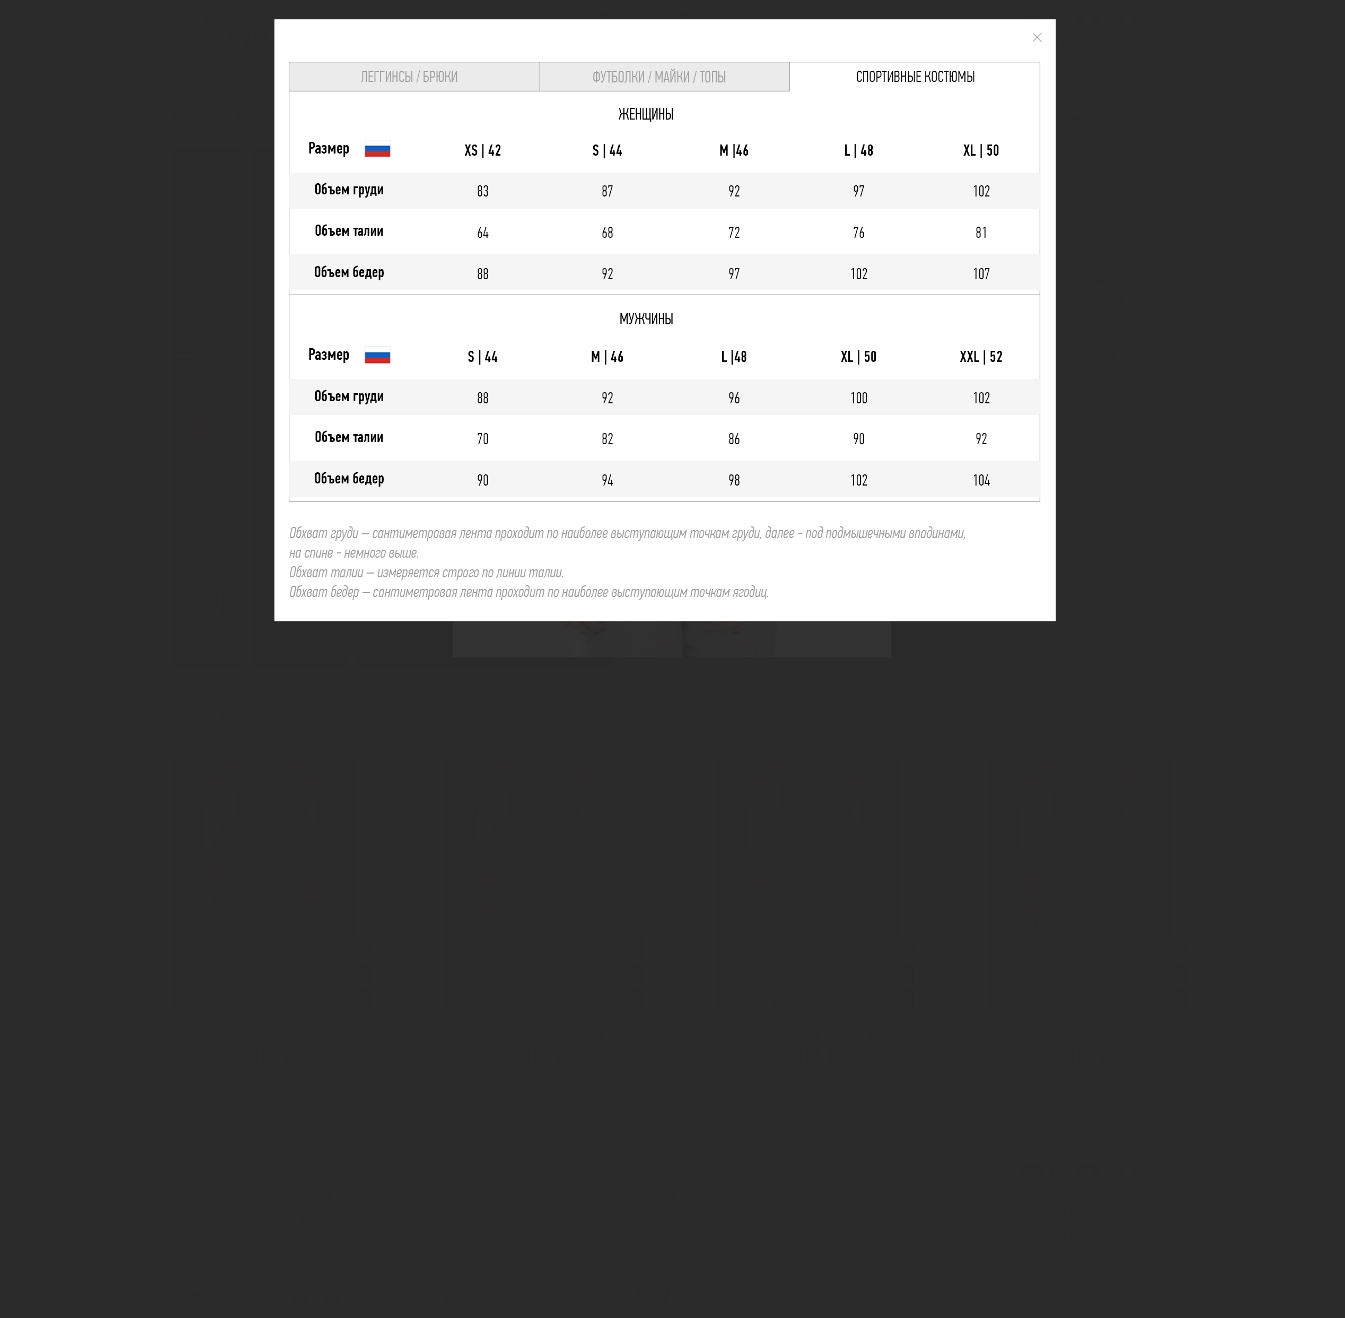 ЛЕГГИНСЫ / БРЮКИ ФУТБОЛКИ / МАЙКИ / ТОПЫ СПОРТИВНЫЕ КОСТЮМЫ
ЖЕНЩИНЫ
Размер XS | 42 S | 44 M |46 L | 48 XL | 50
Объем груди 83 87 92 97 102
Объем талии 64 68 72 76 81
Объем бедер 88 92 97 102 107
МУЖЧИНЫ
Размер S | 44 M | 46 L |48 XL | 50 XXL | 52
Объем груди 88 92 96 100 102
Объем талии 70 82 86 90 92
Объем бедер 90 94 98 102 104
Обхват груди – сантиметровая лента проходит по наиболее выступающим точкам груди, далее - под подмышечными впадинами,
на спине - немного выше.
Обхват талии – измеряется строго по линии талии.
Обхват бедер – сантиметровая лента проходит по наиболее выступающим точкам ягодиц.